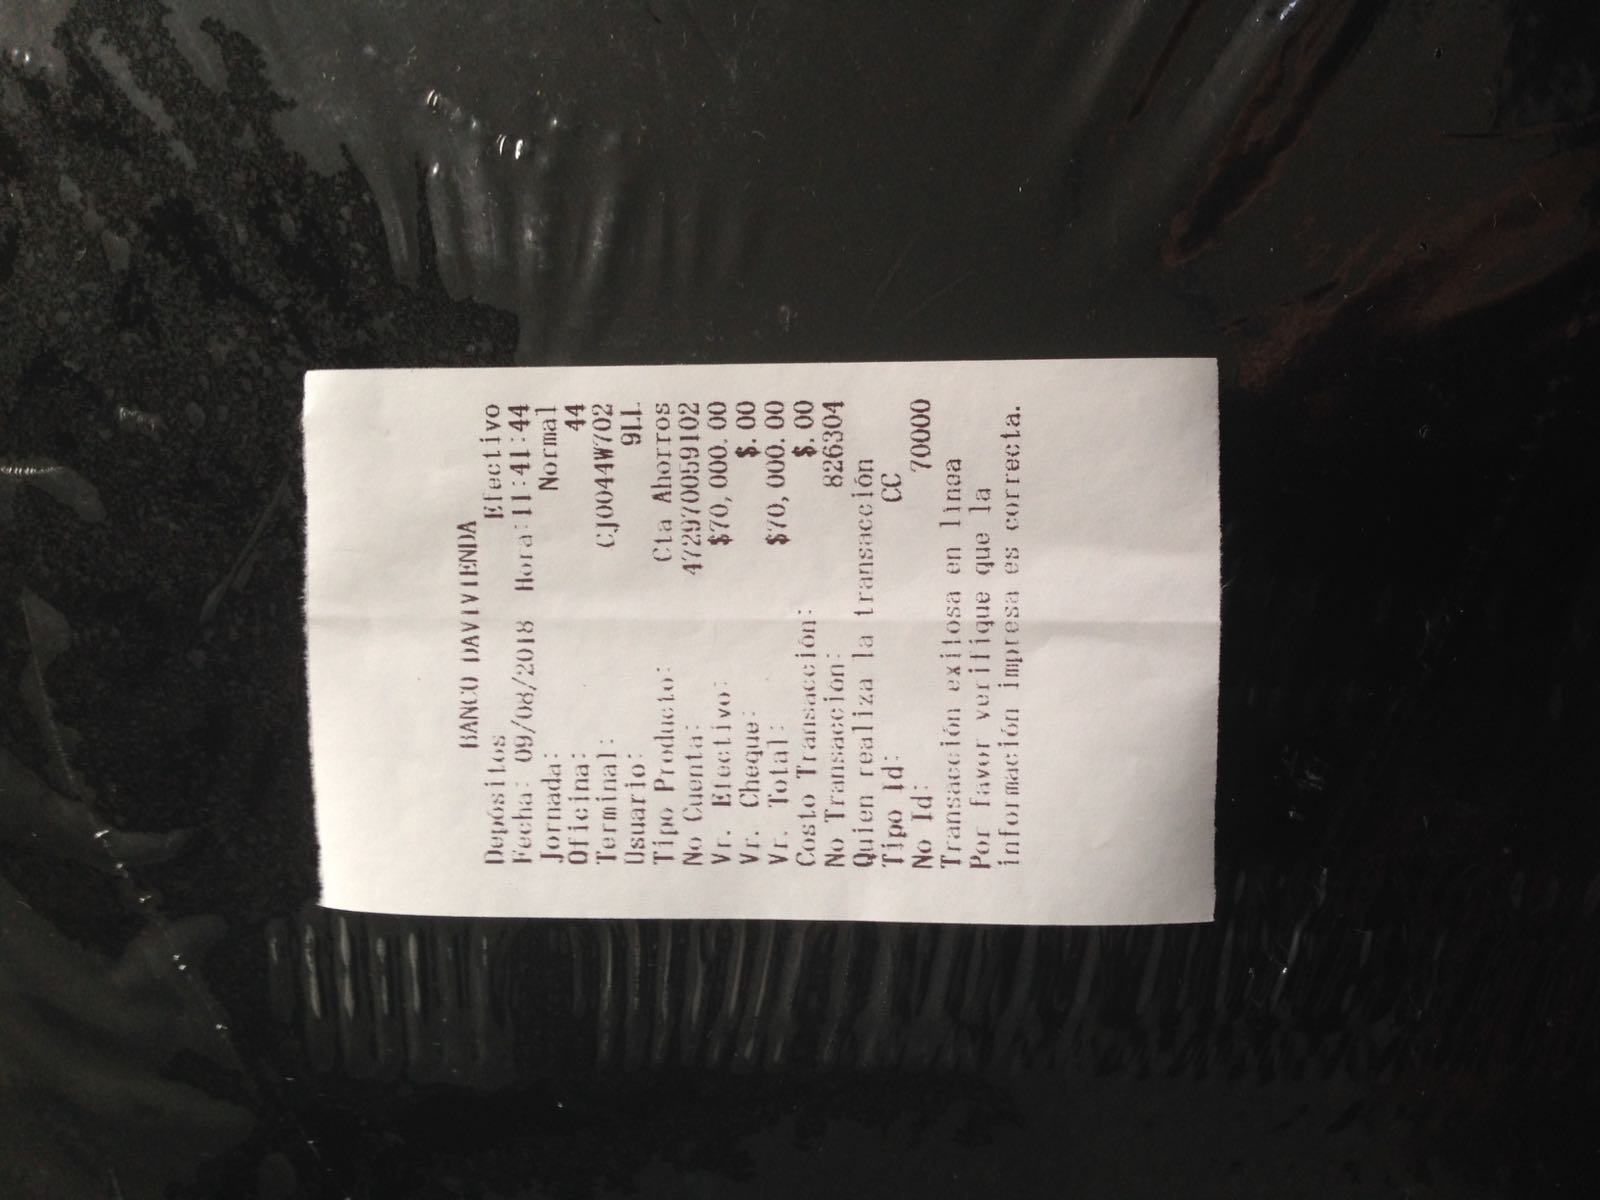 BANCO DAVIVIENDA
Depósitos Efectivo
Fecha: 09/08/2018 Hora:11:41:44
Jornada: Normal
Oficina: 44
Terminal: CJ0044W702
Usuario: 9LL
Tipo Producto: Cta Ahorros
No Cuenta: 472970059102
Vr. Efectivo: $70,000.00
Vr. Cheque: $.00
Vr. Total: $70,000.00
Costo Transacción: $.00
No Transacción: 826304
Quien realiza la transacción
Tipo Id: CC
No Id: 70000
Transacción exitosa en linea
Por favor verifique que la
información impresa es correcta.